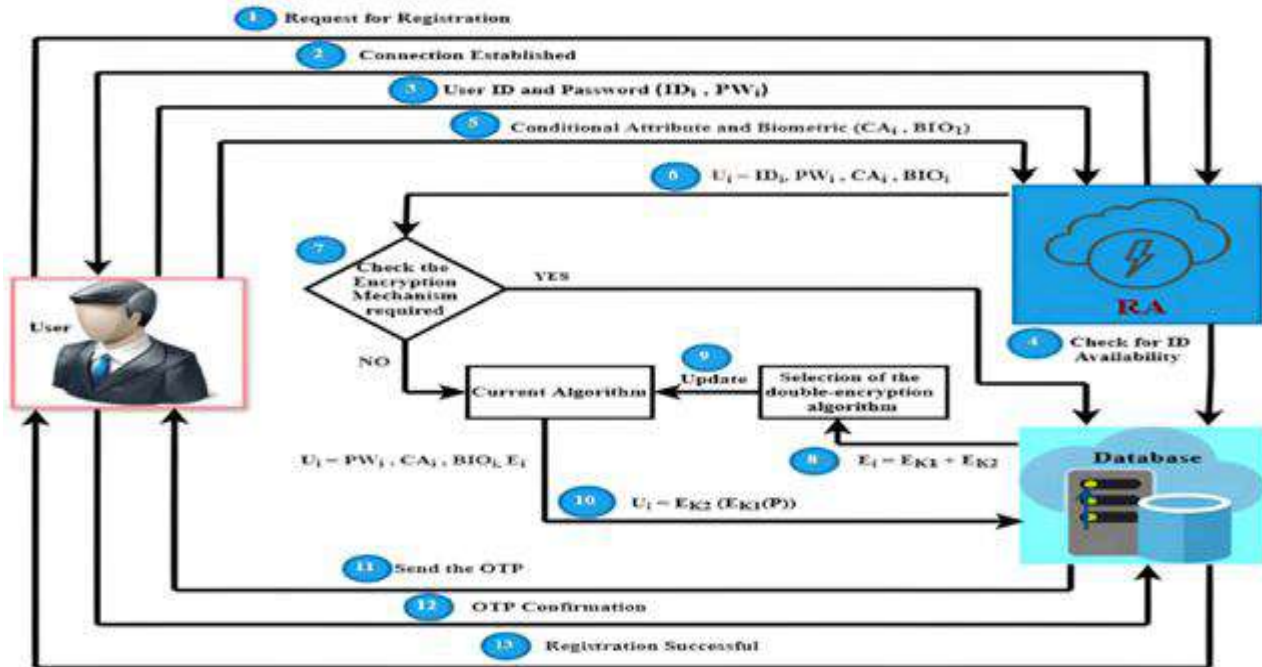 1 Request for Registration
2 Connection Established
3 User ID and Password (IDi , PWi)
5 Conditional Attribute and Biometric (CAi , BIO1)
6 Ui = IDi, PWi , CAi , BIOi
7
Check the
Encryption
Mechanism
required
YES
NO
User
RA
4 Check for ID
Availability
9
Update
Current Algorithm
Selection of the
double-encryption
algorithm
Database
8 Ei = EK1 + EK2
Ui = PWi , CAi , BIOi, Ei
10 Ui = EK2 (EK1(P))
11 Send the OTP
12 OTP Confirmation
13 Registration Successful